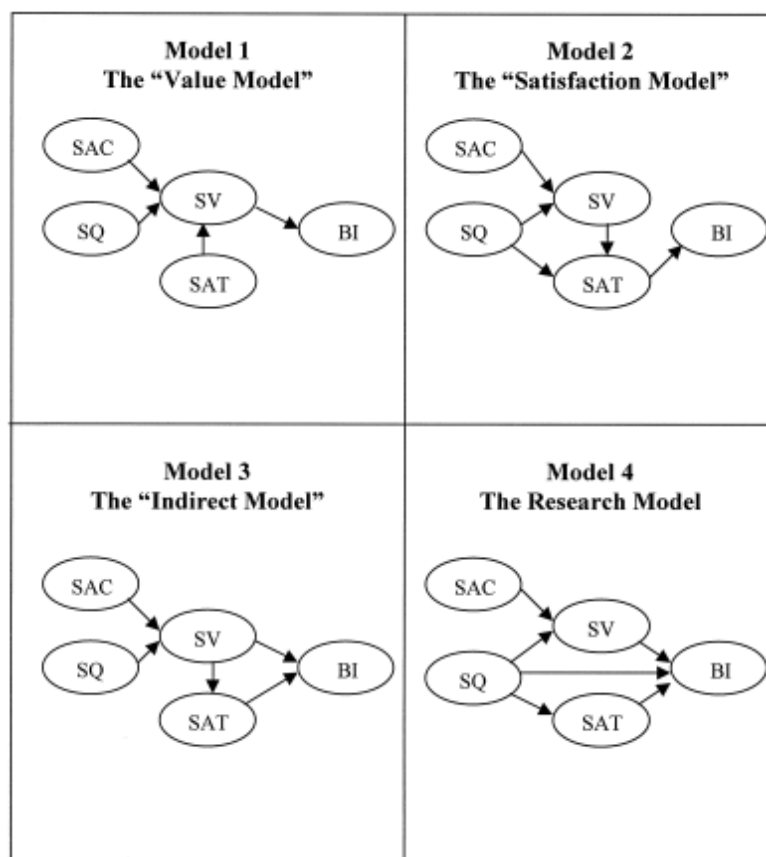 Model 1
The “Value Model”
SAC
SV
SQ
BI
SAT
Model 2
The “Satisfaction Model”
SAC
SV
SQ
BI
SAT
Model 3
The “Indirect Model”
SAC
SV
SQ
BI
SAT
Model 4
The Research Model
SAC
SV
SQ
BI
SAT